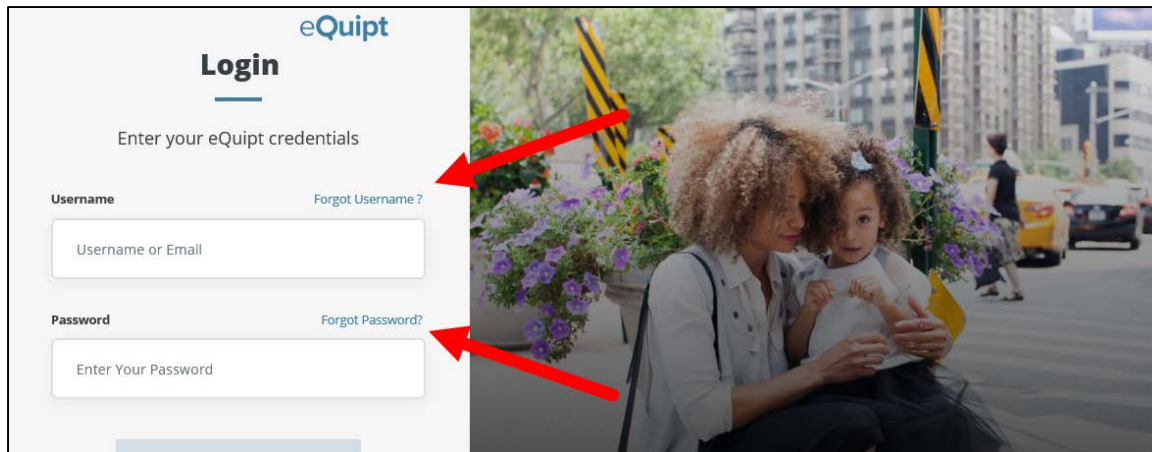 eQuipt
Login
Enter your eQuipt credentials
Username
Forgot Username ?
Username or Email
Password
Forgot Password?
Enter Your Password